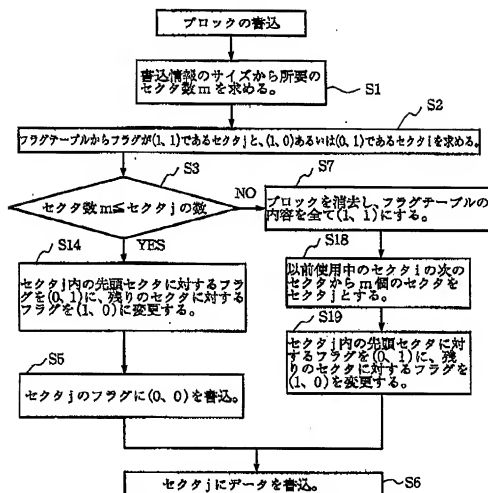 ブロックの書込
書込情報のサイズから所要の
セクタ数mを求める。
S1
S2
フラグテーブルからフラグが(1、1)であるセクタjと、(1、0)あるいは(0、1)であるセクタiを求める。
S3
セクタ数m≦セクタjの数
NO
YES
S7
ブロックを消去し、フラグテーブルの
内容を全て(1、1)にする。
S14
セクタj内の先頭セクタに対するフラ
グを(0、1)に、残りのセクタに対する
フラグを(1、0)に変更する。
S18
以前使用中のセクタiの次の
セクタからm個のセクタを
セクタjとする。
S19
セクタj内の先頭セクタに対
するフラグを(0、1)に、残
りのセクタに対するフラグを
(1、0)を変更する。
S5
セクタjのフラグに(0、0)を書込。
セクタjにデータを書込。
S6